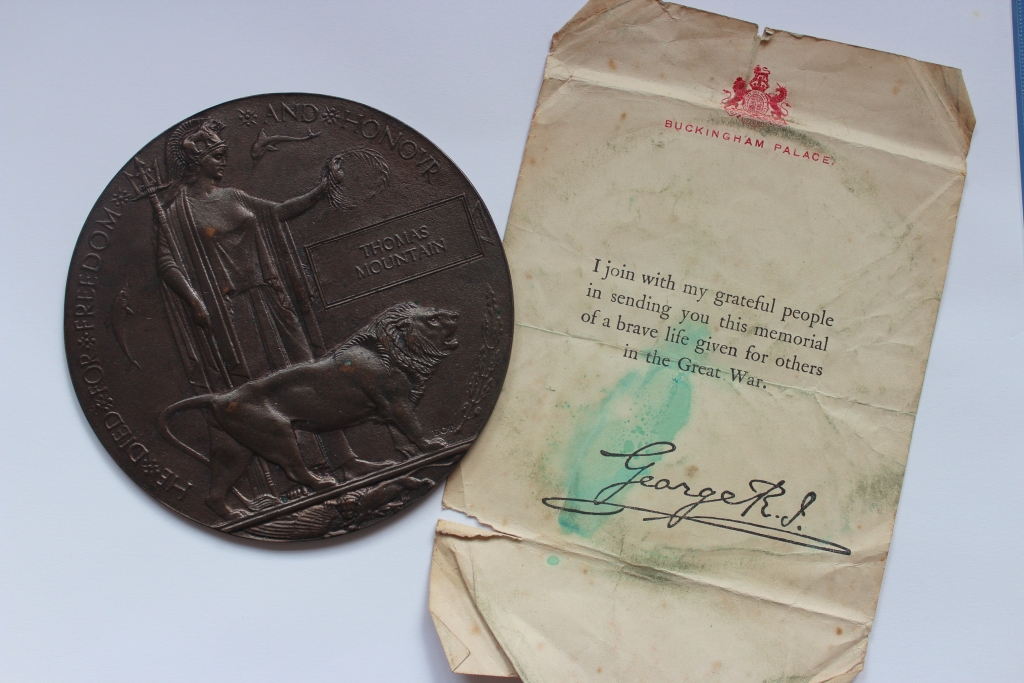 HE ✻ DIED ✻ FOR ✻ FREEDOM ✻ AND ✻ HONOVR
THOMAS
MOUNTAIN
BUCKINGHAM PALACE.
I join with my grateful people
in sending you this memorial
of a brave life given for others
in the Great War.
George R.I.